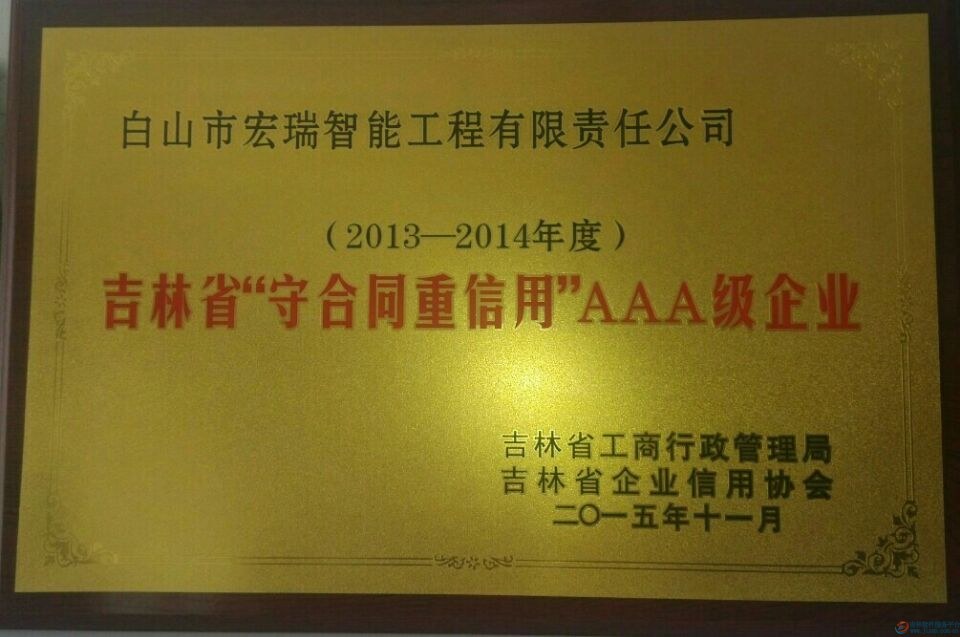 白山市宏瑞智能工程有限责任公司
（2013—2014年度）
吉林省“守合同重信用”AAA级企业
吉林省工商行政管理局
吉林省企业信用协会
二〇一五年十一月